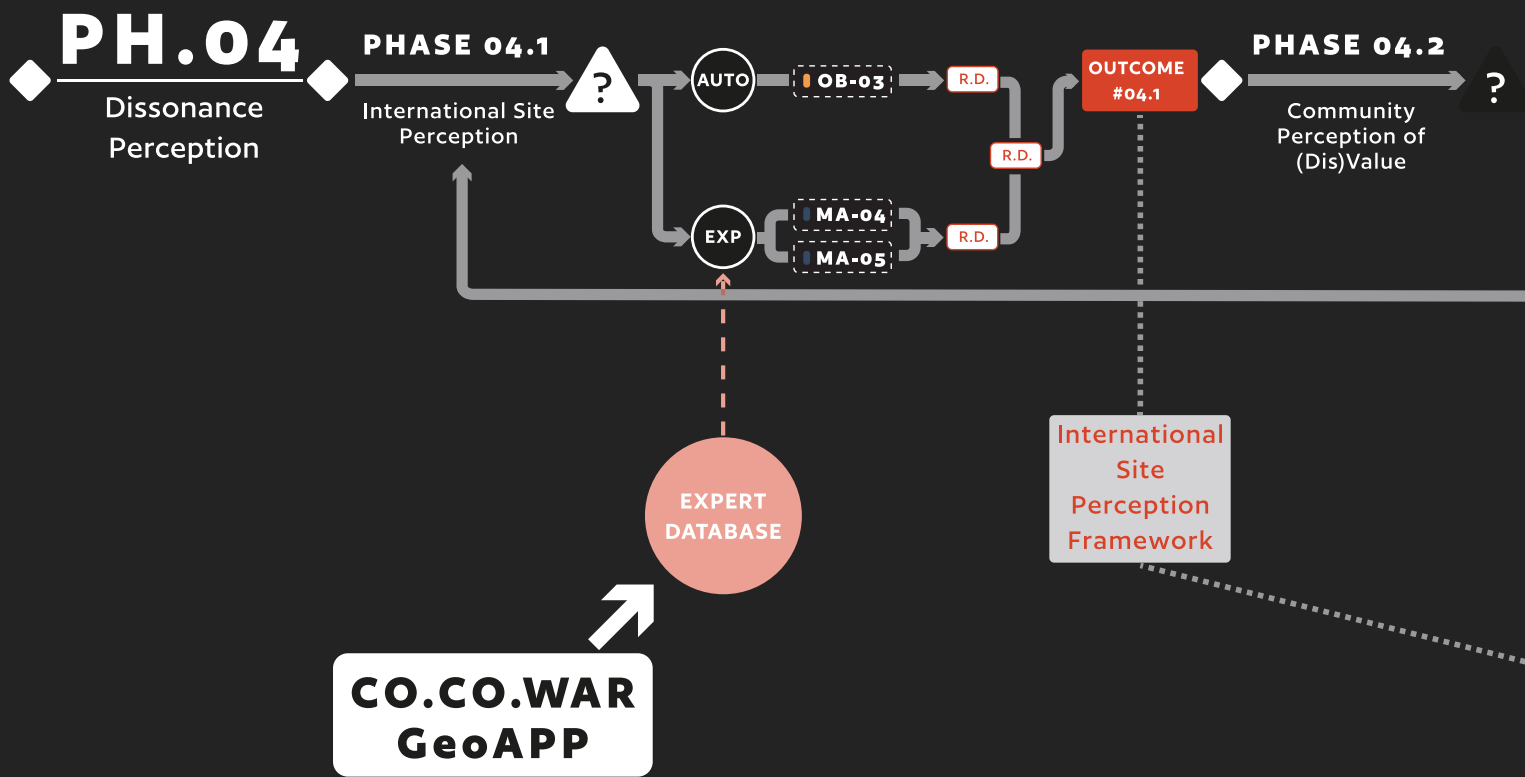 PH.04
Dissonance
Perception
PHASE 04.1
International Site
Perception
?
AUTO
OB-03
R.D.
R.D.
EXP
MA-04
MA-05
R.D.
OUTCOME
#04.1
PHASE 04.2
Community
Perception of
(Dis)Value
?
EXPERT
DATABASE
International
Site
Perception
Framework
CO.CO.WAR
GeoAPP